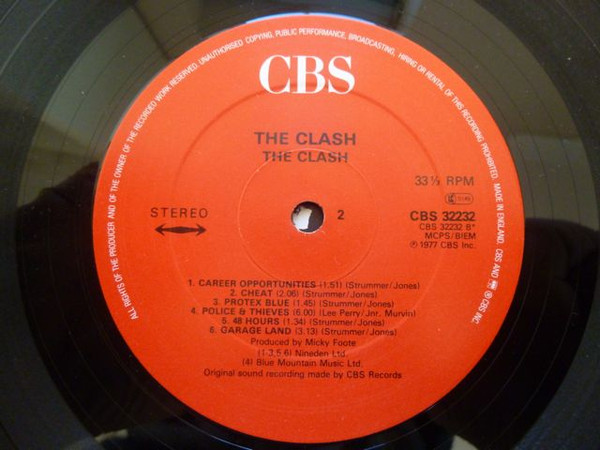 ALL RIGHTS OF THE PRODUCER AND OF THE OWNER OF THE RECORDED WORK RESERVED. UNAUTHORISED COPYING, PUBLIC PERFORMANCE, BROADCASTING, HIRING OR RENTAL OF THIS RECORDING PROHIBITED. MADE IN ENGLAND. CBS AND ℗ CBS INC.
CBS
THE CLASH
THE CLASH
33⅓ RPM
STEREO
2
CBS 32232
CBS 32232 B*
MCPS/BIEM
℗ 1977 CBS Inc.
1. CAREER OPPORTUNITIES (1.51) (Strummer/Jones)
2. CHEAT (2.06) (Strummer/Jones)
3. PROTEX BLUE (1.45) (Strummer/Jones)
4. POLICE & THIEVES (6.00) (Lee Perry/Jnr. Murvin)
5. 48 HOURS (1.34) (Strummer/Jones)
6. GARAGE LAND (3.13) (Strummer/Jones)
Produced by Micky Foote
(1-3,5,6) Nineden Ltd.
(4) Blue Mountain Music Ltd.
Original sound recording made by CBS Records